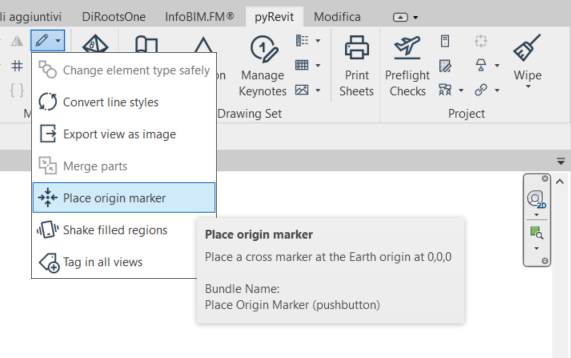 li aggiuntivi DiRootsOne InfoBIM.FM® pyRevit Modifica
Manage
Keynotes
Print
Sheets
Preflight
Checks
Wipe
Drawing Set
Project
Change element type safely
Convert line styles
Export view as image
Merge parts
Place origin marker
Shake filled regions
Tag in all views
Place origin marker
Place a cross marker at the Earth origin at 0,0,0
Bundle Name:
Place Origin Marker (pushbutton)
2D